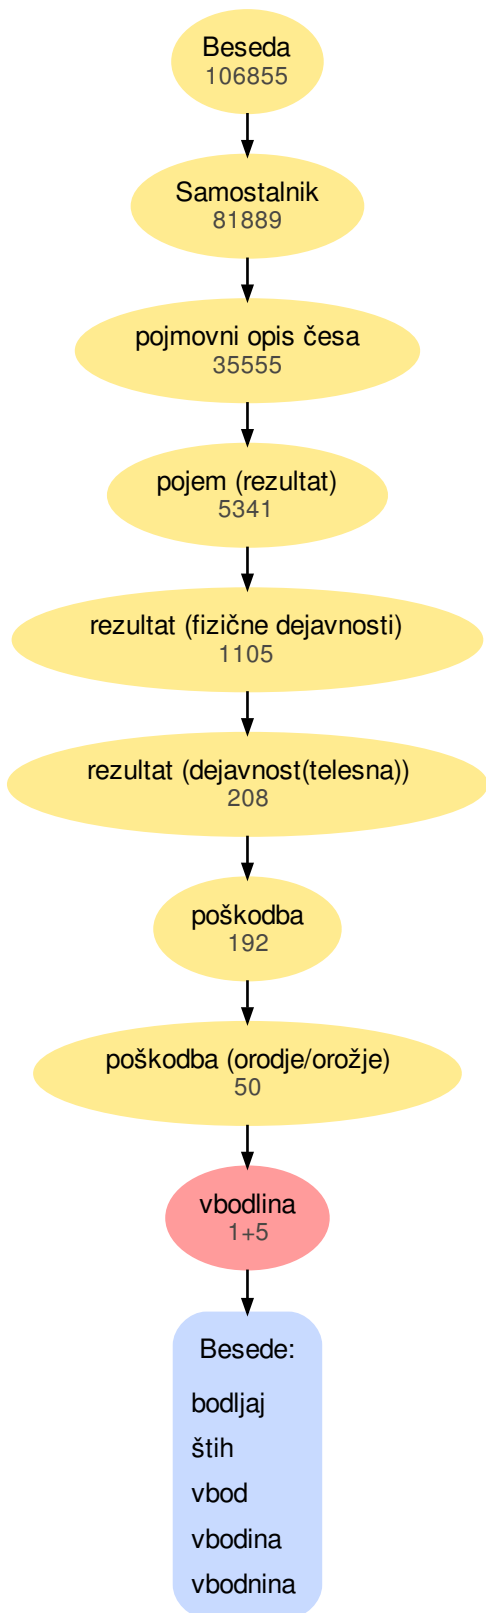 Beseda
106855
Samostalnik
81889
pojmovni opis česa
35555
pojem (rezultat)
5341
rezultat (fizične dejavnosti)
1105
rezultat (dejavnost(telesna))
208
poškodba
192
poškodba (orodje/orožje)
50
vbodlina
1+5
Besede:
bodljaj
štih
vbod
vbodina
vbodnina